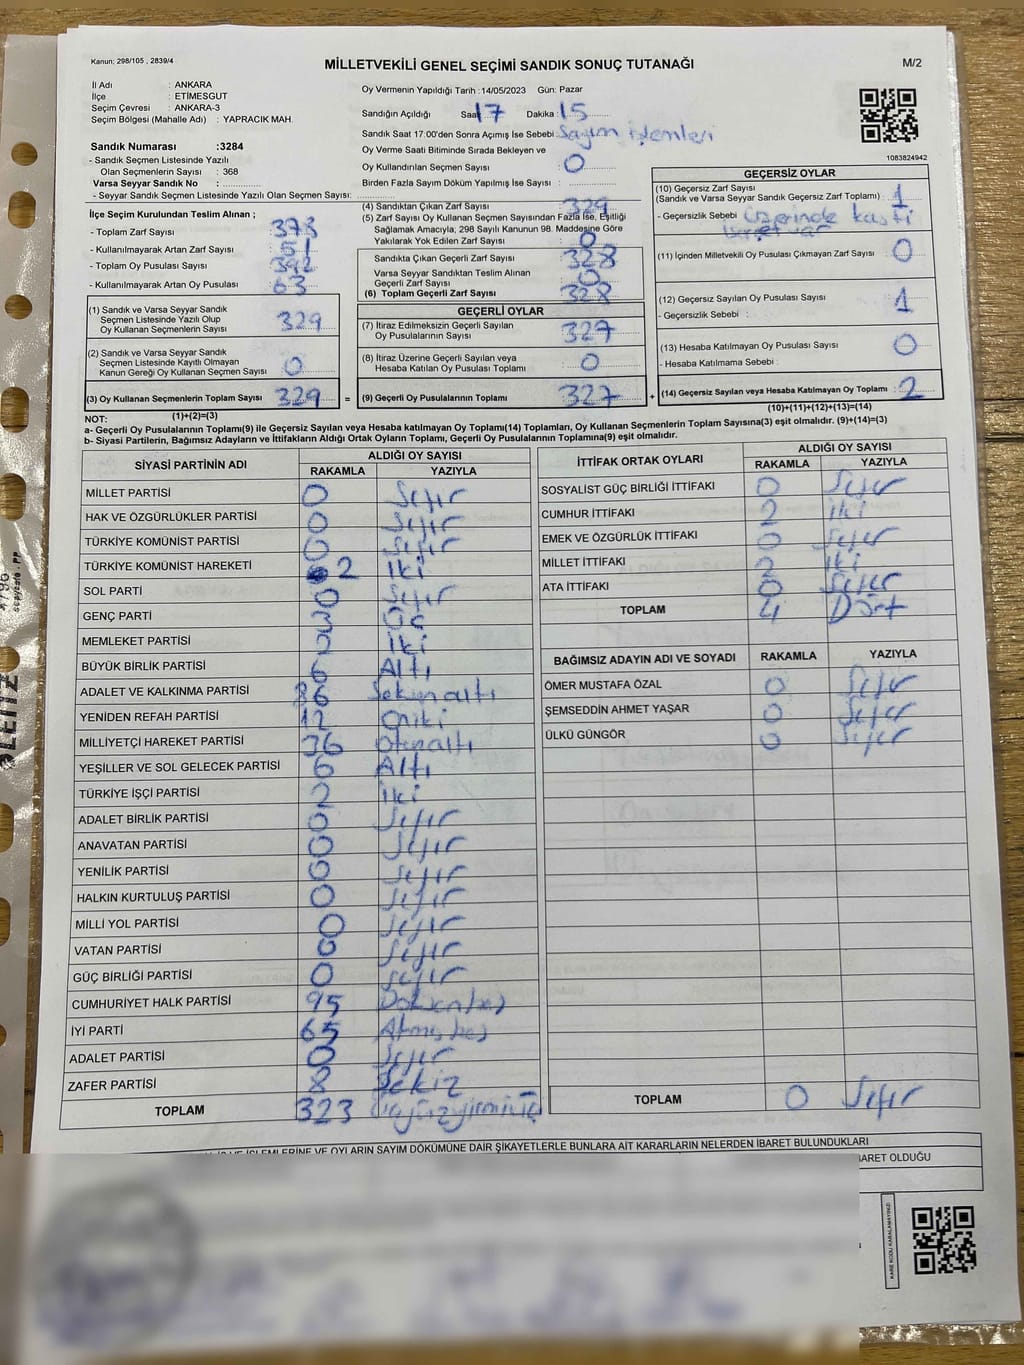 Kanun: 298/105 , 2839/4
MİLLETVEKİLİ GENEL SEÇİMİ SANDIK SONUÇ TUTANAĞI
M/2
İl Adı : ANKARA
İlçe : ETİMESGUT
Seçim Çevresi : ANKARA-3
Seçim Bölgesi (Mahalle Adı) : YAPRACIK MAH.
Sandık Numarası :3284
- Sandık Seçmen Listesinde Yazılı
Olan Seçmenlerin Sayısı : 368
Varsa Seyyar Sandık No :
- Seyyar Sandık Seçmen Listesinde Yazılı Olan Seçmen Sayısı:
Oy Vermenin Yapıldığı Tarih :14/05/2023 Gün: Pazar
Sandığın Açıldığı Saat 17 Dakika : 15
Sandık Saat 17:00'den Sonra Açımış İse Sebebi: Sayım işlemleri
Oy Verme Saati Bitiminde Sırada Bekleyen ve
Oy Kullandırılan Seçmen Sayısı : 0
Birden Fazla Sayım Döküm Yapılmış İse Sayısı :
1083824942
İlçe Seçim Kurulundan Teslim Alınan ;
- Toplam Zarf Sayısı : 373
- Kullanılmayarak Artan Zarf Sayısı :
- Toplam Oy Pusulası Sayısı : 392
- Kullanılmayarak Artan Oy Pusulası : 63
(1) Sandık ve Varsa Seyyar Sandık
Seçmen Listesinde Yazılı Olup
Oy Kullanan Seçmenlerin Sayısı : 329
(2) Sandık ve Varsa Seyyar Sandık
Seçmen Listesinde Kayıtlı Olmayan
Kanun Gereği Oy Kullanan Seçmen Sayısı : 0
(3) Oy Kullanan Seçmenlerin Toplam Sayısı : 329 =
(4) Sandıktan Çıkan Zarf Sayısı : 329
(5) Zarf Sayısı Oy Kullanan Seçmen Sayısından Fazla İse, Eşitliği
Sağlamak Amacıyla; 298 Sayılı Kanunun 98. Maddesine Göre
Yakılarak Yok Edilen Zarf Sayısı : 0
Sandıkta Çıkan Geçerli Zarf Sayısı : 328
Varsa Seyyar Sandıktan Teslim Alınan
Geçerli Zarf Sayısı : 0
(6) Toplam Geçerli Zarf Sayısı : 328
GEÇERLİ OYLAR
(7) İtiraz Edilmeksizin Geçerli Sayılan
Oy Pusulalarının Sayısı : 327
(8) İtiraz Üzerine Geçerli Sayılan veya
Hesaba Katılan Oy Pusulası Toplamı : 0
(9) Geçerli Oy Pusulalarının Toplamı : 327 +
GEÇERSİZ OYLAR
(10) Geçersiz Zarf Sayısı
(Sandık ve Varsa Seyyar Sandık Geçersiz Zarf Toplamı) : 1
- Geçersizlik Sebebi : üzerinde kasti
var
(11) İçinden Milletvekili Oy Pusulası Çıkmayan Zarf Sayısı : 0
(12) Geçersiz Sayılan Oy Pusulası Sayısı : 1
- Geçersizlik Sebebi :
(13) Hesaba Katılmayan Oy Pusulası Sayısı : 0
- Hesaba Katılmama Sebebi :
(14) Geçersiz Sayılan veya Hesaba Katılmayan Oy Toplamı : 2
(1)+(2)=(3)
(10)+(11)+(12)+(13)=(14)
NOT:
a- Geçerli Oy Pusulalarının Toplamı(9) ile Geçersiz Sayılan veya Hesaba katılmayan Oy Toplamı(14) Toplamları, Oy Kullanan Seçmenlerin Toplam Sayısına(3) eşit olmalıdır. (9)+(14)=(3)
b- Siyasi Partilerin, Bağımsız Adayların ve İttifakların Aldığı Ortak Oyların Toplamı, Geçerli Oy Pusulalarının Toplamına(9) eşit olmalıdır.
SİYASİ PARTİNİN ADI
ALDIĞI OY SAYISI
RAKAMLA YAZIYLA
MİLLET PARTİSİ 0 Sıfır
HAK VE ÖZGÜRLÜKLER PARTİSİ 0 Sıfır
TÜRKİYE KOMÜNİST PARTİSİ 0 Sıfır
TÜRKİYE KOMÜNİST HAREKETİ 2 İki
SOL PARTİ 0 Sıfır
GENÇ PARTİ 3 Üç
MEMLEKET PARTİSİ 2 İki
BÜYÜK BİRLİK PARTİSİ 6 Altı
ADALET VE KALKINMA PARTİSİ 86 Seksen altı
YENİDEN REFAH PARTİSİ 12 Oniki
MİLLİYETÇİ HAREKET PARTİSİ 36 Otuzaltı
YEŞİLLER VE SOL GELECEK PARTİSİ 6 Altı
TÜRKİYE İŞÇİ PARTİSİ 2 İki
ADALET BİRLİK PARTİSİ 0 Sıfır
ANAVATAN PARTİSİ 0 Sıfır
YENİLİK PARTİSİ 0 Sıfır
HALKIN KURTULUŞ PARTİSİ 0 Sıfır
MİLLİ YOL PARTİSİ 0 Sıfır
VATAN PARTİSİ 0 Sıfır
GÜÇ BİRLİĞİ PARTİSİ 0 Sıfır
CUMHURİYET HALK PARTİSİ 95 Doksanbeş
İYİ PARTİ 65 Atmışbeş
ADALET PARTİSİ 0 Sıfır
ZAFER PARTİSİ 8 Sekiz
TOPLAM 323 Üçyüzyirmiüç
İTTİFAK ORTAK OYLARI
ALDIĞI OY SAYISI
RAKAMLA YAZIYLA
SOSYALİST GÜÇ BİRLİĞİ İTTİFAKI 0 Sıfır
CUMHUR İTTİFAKI 2 İki
EMEK VE ÖZGÜRLÜK İTTİFAKI 0 Sıfır
MİLLET İTTİFAKI 2 İki
ATA İTTİFAKI 0 Sıfır
TOPLAM 4 Dört
BAĞIMSIZ ADAYIN ADI VE SOYADI RAKAMLA YAZIYLA
ÖMER MUSTAFA ÖZAL 0 Sıfır
ŞEMSEDDİN AHMET YAŞAR 0 Sıfır
ÜLKÜ GÜNGÖR 0 Sıfır
TOPLAM 0 Sıfır
İŞLEMLERİNE VE OYLARIN SAYIM DÖKÜMÜNE DAİR ŞİKAYETLERLE BUNLARA AİT KARARLARIN NELERDEN İBARET BULUNDUKLARI
BARET OLDUĞU
KARE KODU KARALAMAYINIZ!